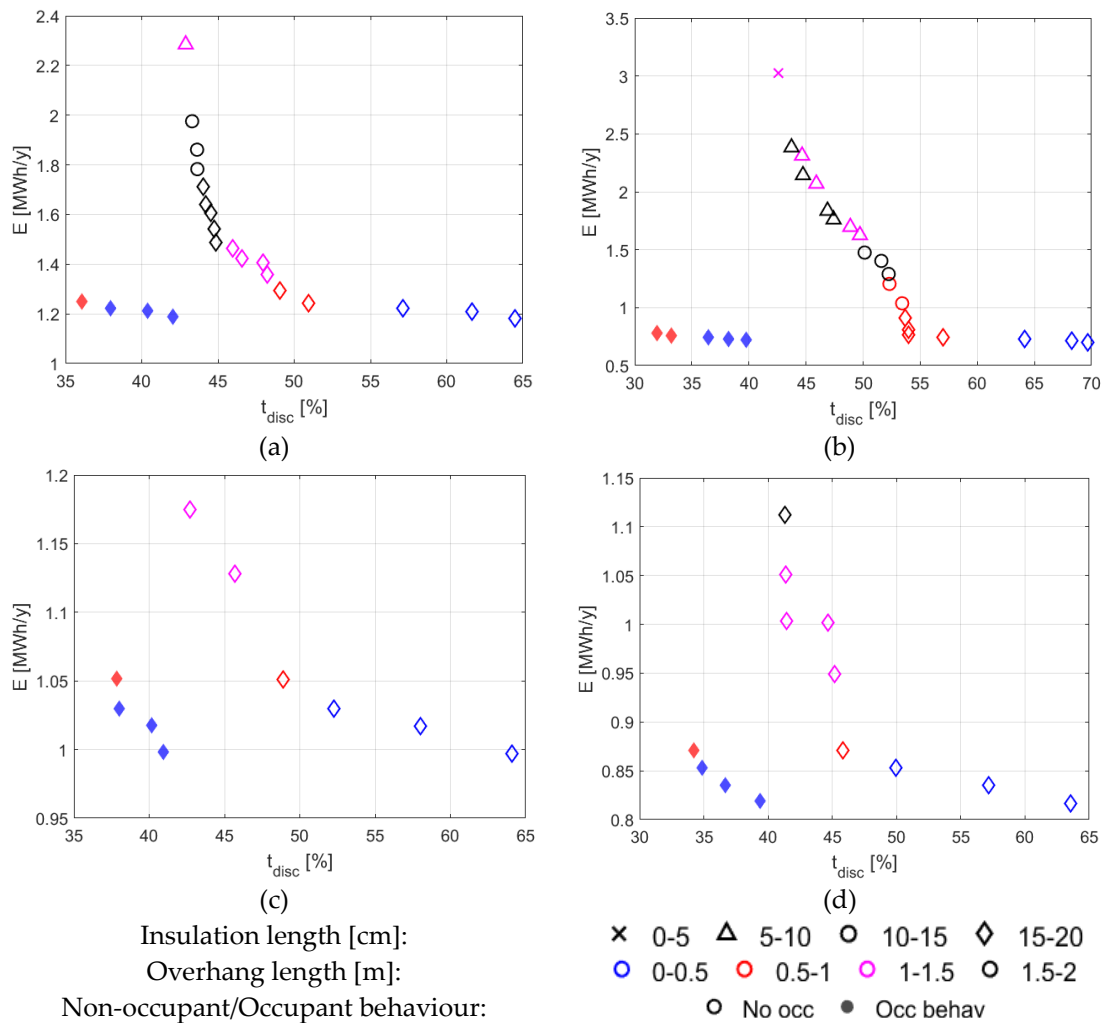 2.4
2.2
2
1.8
1.6
1.4
1.2
1
E [MWh/y]
35 40 45 50 55 60 65
t_disc [%]
(a)
3.5
3
2.5
2
1.5
1
0.5
E [MWh/y]
30 35 40 45 50 55 60 65 70
t_disc [%]
(b)
1.2
1.15
1.1
1.05
1
0.95
E [MWh/y]
35 40 45 50 55 60 65
t_disc [%]
(c)
1.15
1.1
1.05
1
0.95
0.9
0.85
0.8
E [MWh/y]
30 35 40 45 50 55 60 65
t_disc [%]
(d)
Insulation length [cm]: 0-5 5-10 10-15 15-20
Overhang length [m]: 0-0.5 0.5-1 1-1.5 1.5-2
Non-occupant/Occupant behaviour: No occ Occ behav